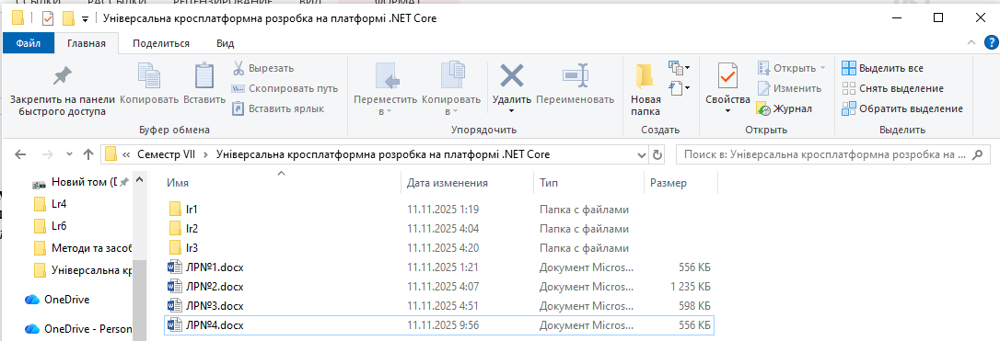 Універсальна кросплатформна розробка на платформі .NET Core
Файл Главная Поделиться Вид
Закрепить на панели быстрого доступа
Копировать
Вставить
Вырезать
Скопировать путь
Вставить ярлык
Буфер обмена
Переместить в
Копировать в
Удалить
Переименовать
Упорядочить
Новая папка
Создать
Свойства
Открыть
Изменить
Журнал
Открыть
Выделить все
Снять выделение
Обратить выделение
Выделить
« Семестр VII > Універсальна кросплатформна розробка на платформі .NET Core
Поиск в: Універсальна кросплатформна розробка на ...
Новий том (D
Lr4
Lr6
Методи та засоб
Універсальна кр
OneDrive
OneDrive - Person
Имя Дата изменения Тип Размер
lr1 11.11.2025 1:19 Папка с файлами
lr2 11.11.2025 4:04 Папка с файлами
lr3 11.11.2025 4:20 Папка с файлами
ЛР№1.docx 11.11.2025 1:21 Документ Micros... 556 КБ
ЛР№2.docx 11.11.2025 4:07 Документ Micros... 1 235 КБ
ЛР№3.docx 11.11.2025 4:51 Документ Micros... 598 КБ
ЛР№4.docx 11.11.2025 9:56 Документ Micros... 556 КБ